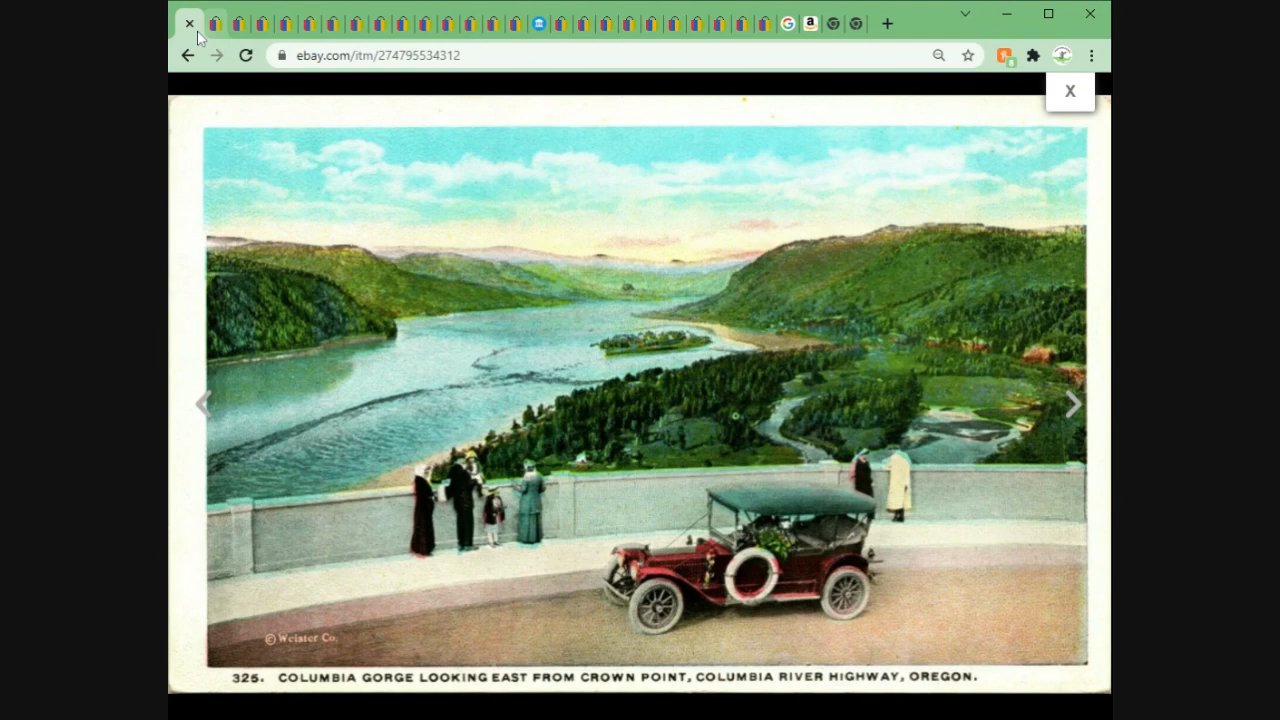 ebay.com/itm/274795534312
X
© Weister Co.
325. COLUMBIA GORGE LOOKING EAST FROM CROWN POINT, COLUMBIA RIVER HIGHWAY, OREGON.